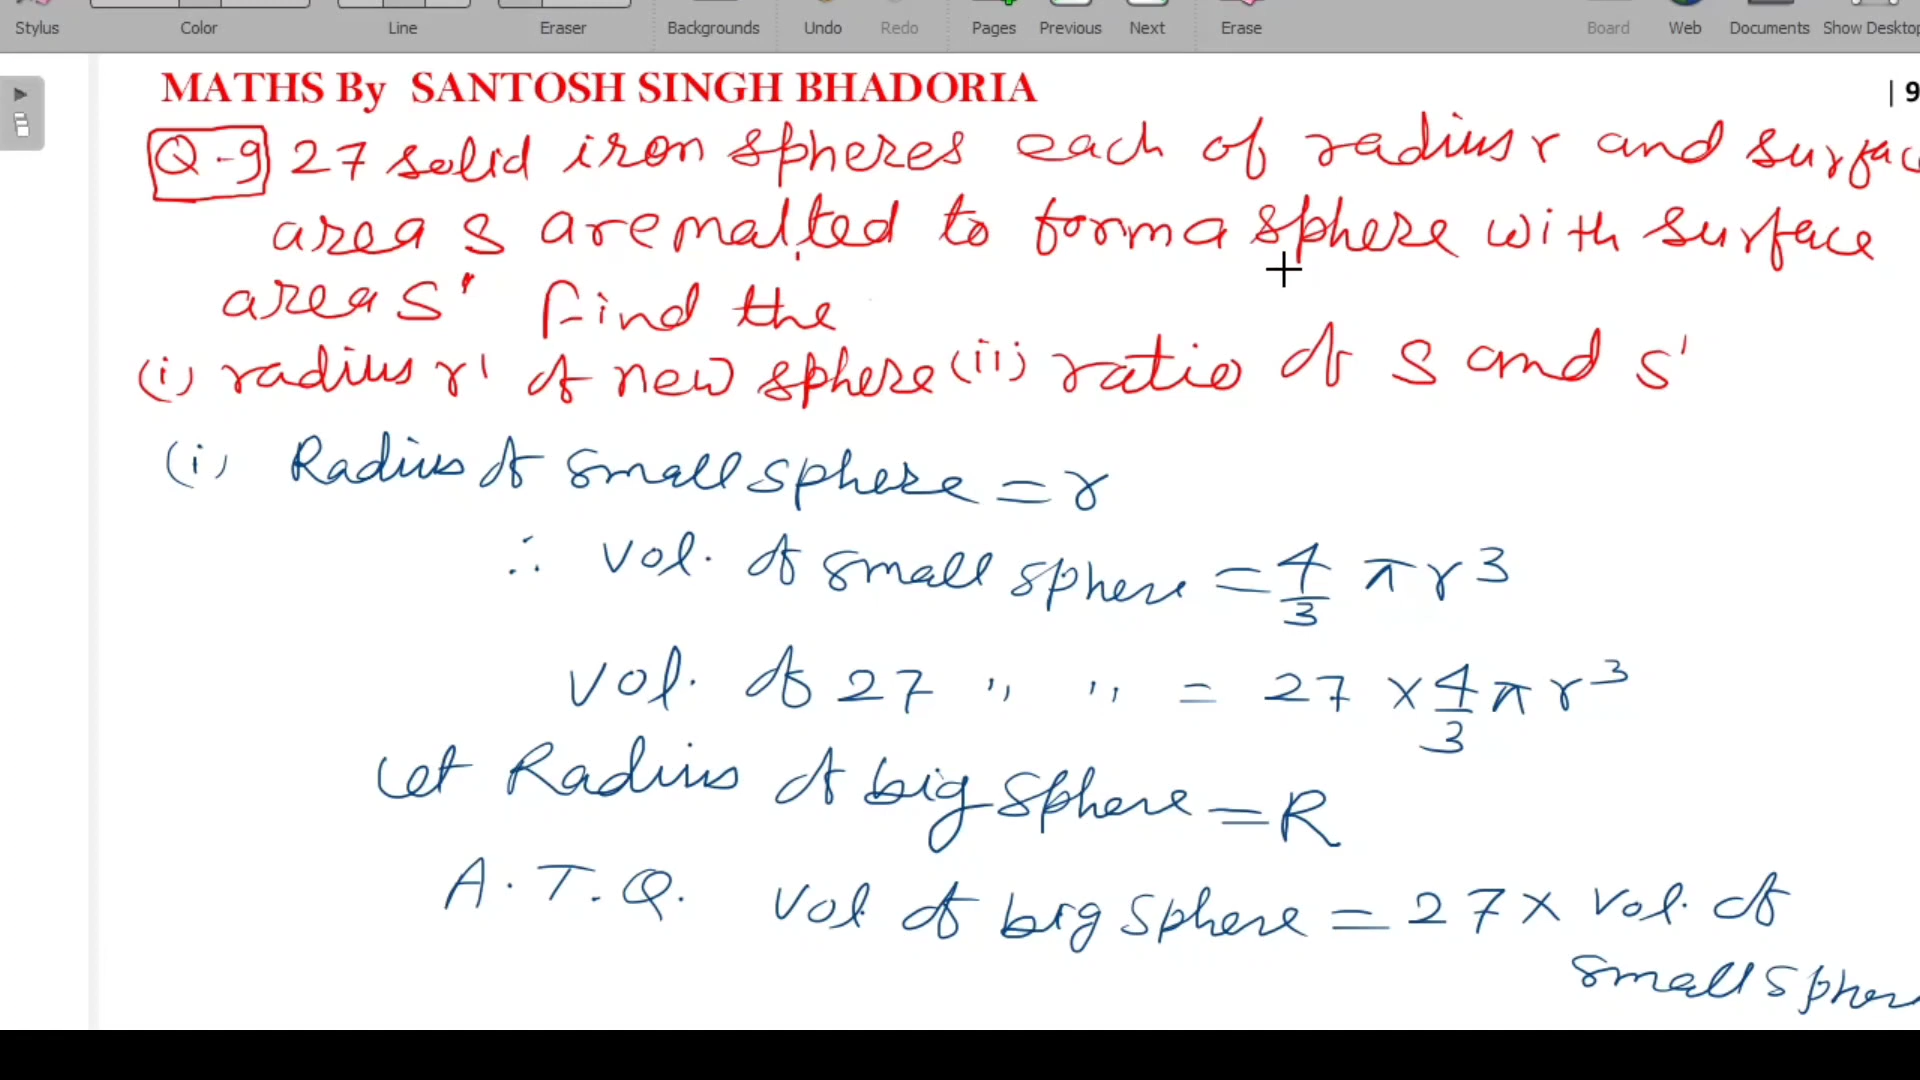 Stylus Color Line Eraser Backgrounds Undo Redo Pages Previous Next Erase Board Web Documents Show Desktop
MATHS By SANTOSH SINGH BHADORIA | 9
Q-9 27 solid iron spheres each of radius r and surfac
area S are malted to form a sphere with surface
area S' find the
(i) radius r' of new sphere (ii) ratio of S and S'
(i) Radius of small sphere = r
∴ Vol. of small sphere = 4/3 π r³
Vol. of 27 " " = 27 × 4/3 π r³
Let Radius of big sphere = R
A.T.Q. Vol. of big sphere = 27 × Vol. of
small spher